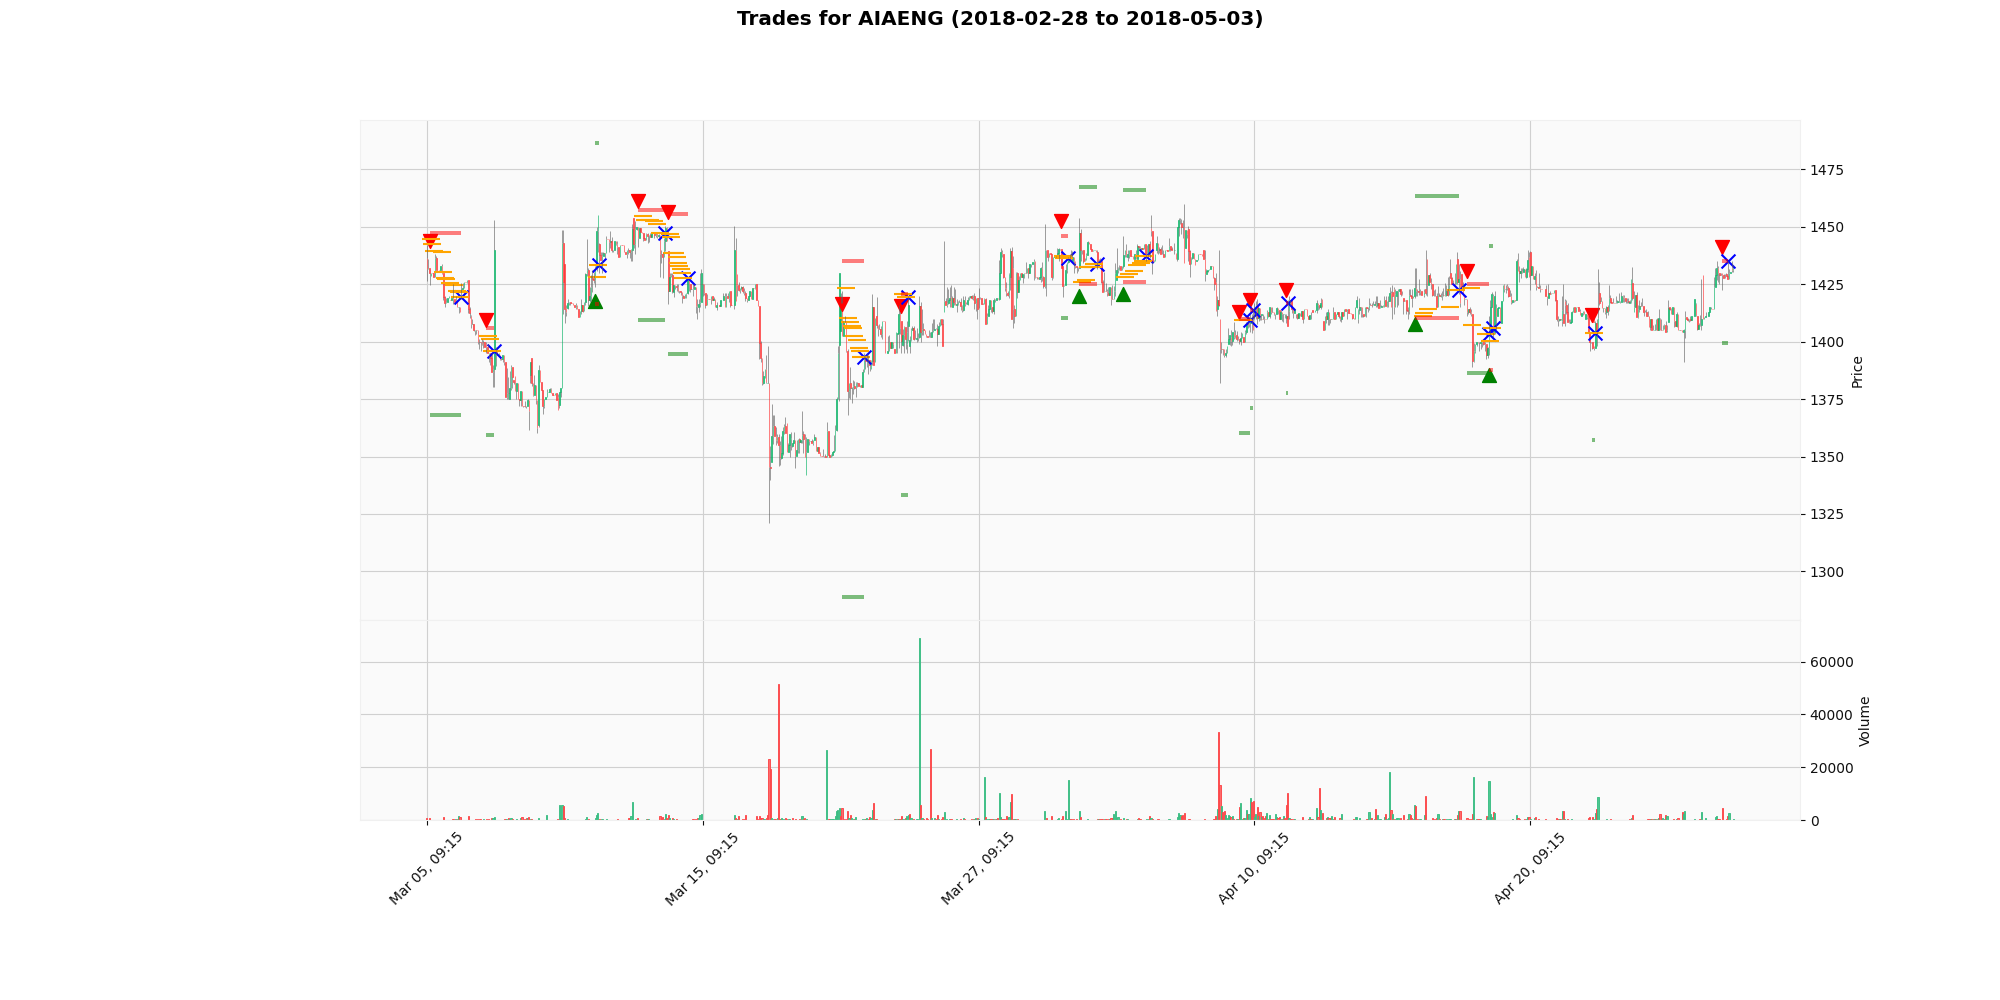 Trades for AIAENG (2018-02-28 to 2018-05-03)
1475
1450
1425
1400
1375
1350
1325
1300
Price
60000
40000
20000
0
Volume
Mar 05, 09:15
Mar 15, 09:15
Mar 27, 09:15
Apr 10, 09:15
Apr 20, 09:15